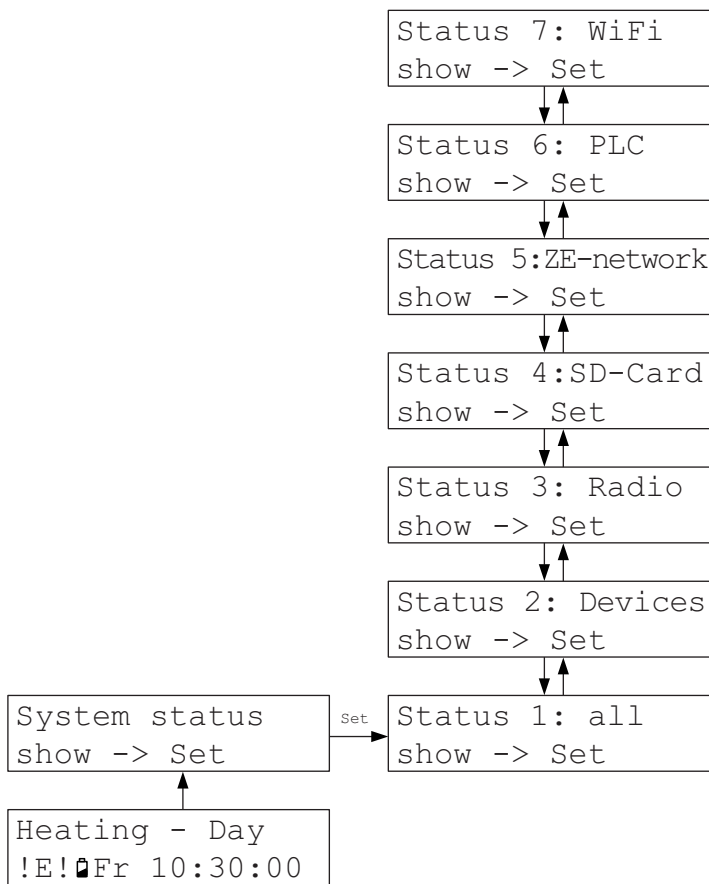 Status 7: WiFi
show -> Set
Status 6: PLC
show -> Set
Status 5:ZE-network
show -> Set
Status 4:SD-Card
show -> Set
Status 3: Radio
show -> Set
Status 2: Devices
show -> Set
System status
show -> Set
Set
Status 1: all
show -> Set
Heating - Day
!E! Fr 10:30:00